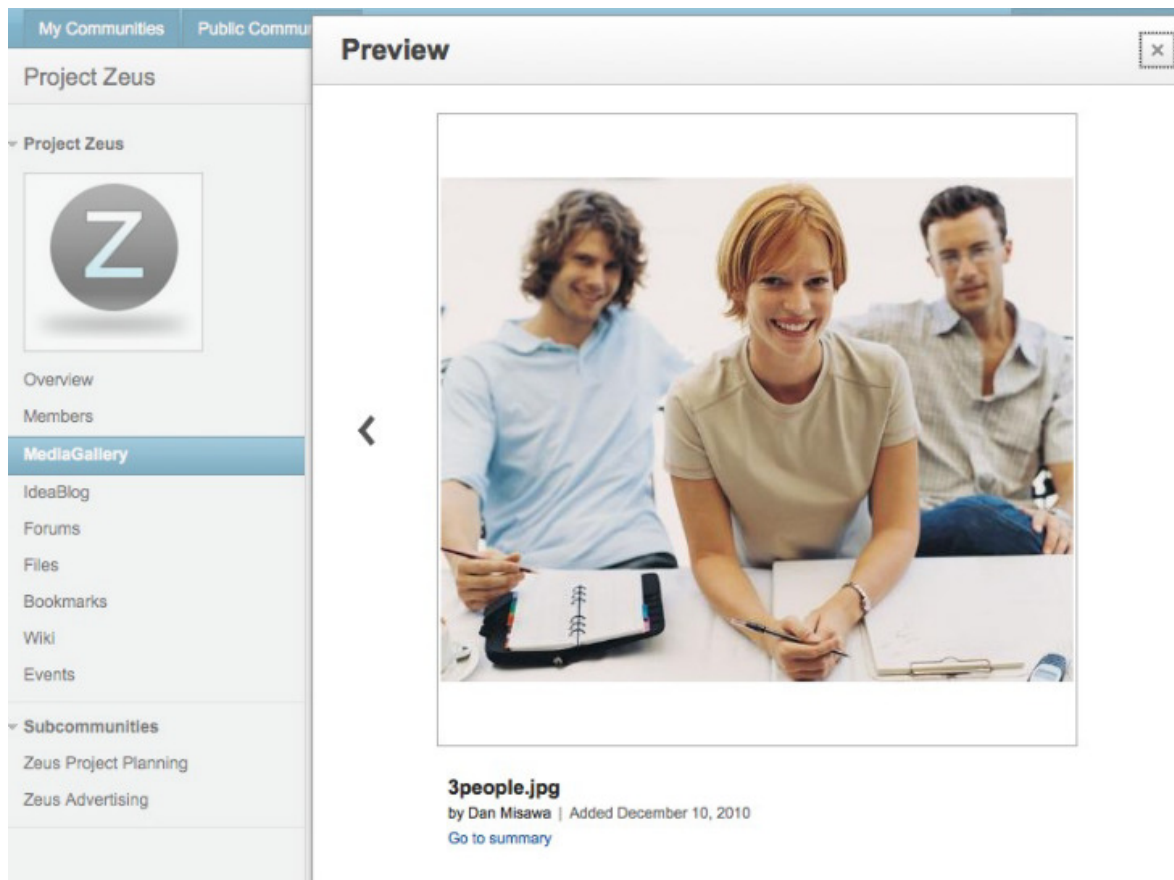 My Communities
Public Commu
Preview
×
Project Zeus
Project Zeus
Z
Overview
Members
MediaGallery
IdeaBlog
Forums
Files
Bookmarks
Wiki
Events
Subcommunities
Zeus Project Planning
Zeus Advertising
3people.jpg
by Dan Misawa | Added December 10, 2010
Go to summary